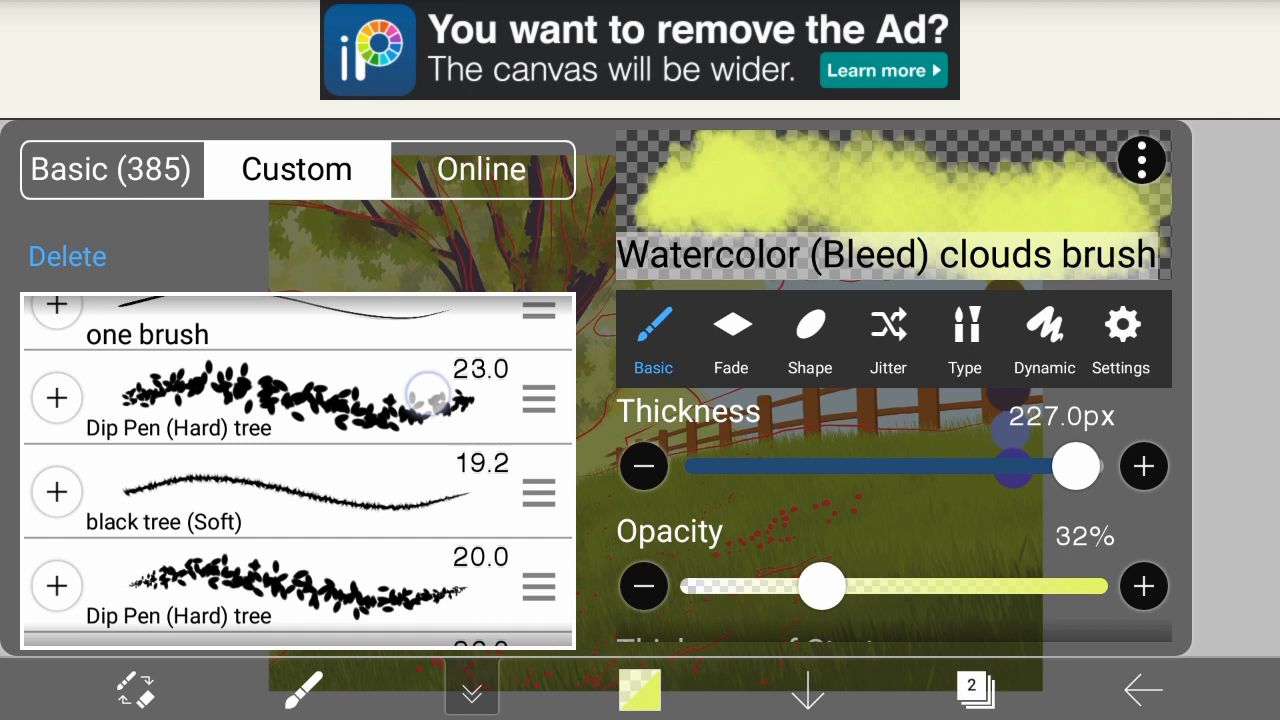 iP
You want to remove the Ad?
The canvas will be wider.
Learn more
Basic (385)
Custom
Online
Delete
one brush
23.0
Dip Pen (Hard) tree
19.2
black tree (Soft)
20.0
Dip Pen (Hard) tree
Watercolor (Bleed) clouds brush
Basic
Fade
Shape
Jitter
Type
Dynamic
Settings
Thickness
227.0px
Opacity
32%
2